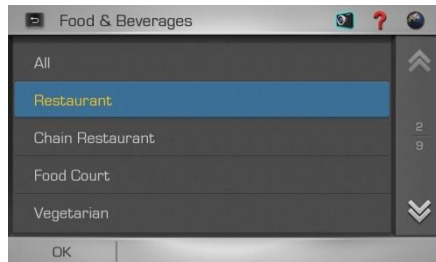 Food & Beverages
?
All
Restaurant
Chain Restaurant
2
9
Food Court
Vegetarian
OK